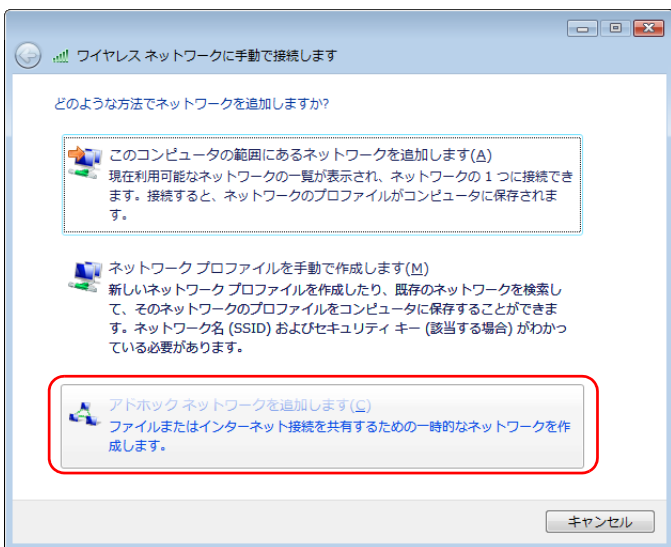 ワイヤレス ネットワークに手動で接続します
どのような方法でネットワークを追加しますか?
このコンピュータの範囲にあるネットワークを追加します(A)
現在利用可能なネットワークの一覧が表示され、ネットワークの 1 つに接続でき
ます。接続すると、ネットワークのプロファイルがコンピュータに保存されま
す。
ネットワーク プロファイルを手動で作成します(M)
新しいネットワーク プロファイルを作成したり、既存のネットワークを検索し
て、そのネットワークのプロファイルをコンピュータに保存することができま
す。ネットワーク名 (SSID) およびセキュリティ キー (該当する場合) がわかっ
ている必要があります。
アドホック ネットワークを追加します(C)
ファイルまたはインターネット接続を共有するための一時的なネットワークを作
成します。
キャンセル